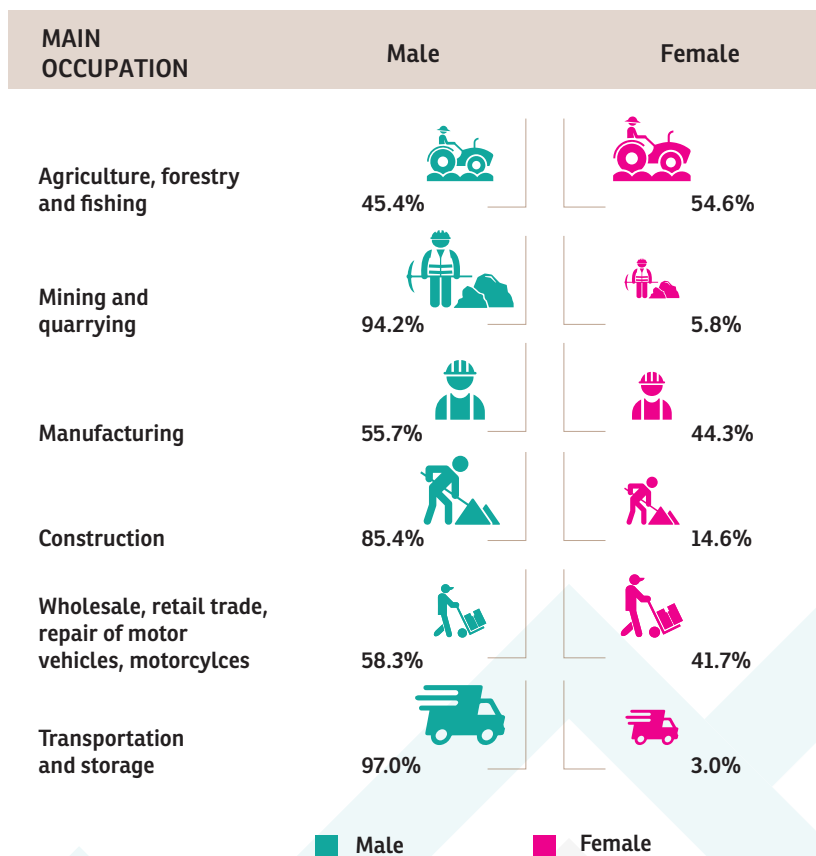 MAIN
OCCUPATION
Male
Female
Agriculture, forestry
and fishing
45.4%
54.6%
Mining and
quarrying
94.2%
5.8%
Manufacturing
55.7%
44.3%
Construction
85.4%
14.6%
Wholesale, retail trade,
repair of motor
vehicles, motorcylces
58.3%
41.7%
Transportation
and storage
97.0%
3.0%
Male
Female